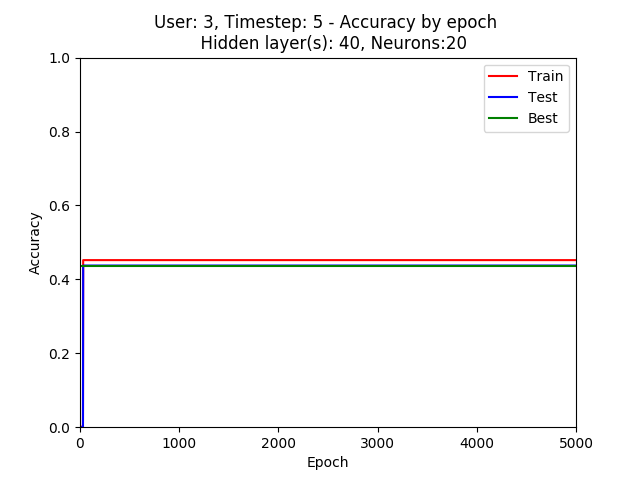 User: 3, Timestep: 5 - Accuracy by epoch
Hidden layer(s): 40, Neurons:20
1.0
Train
Test
Best
0.8
0.6
Accuracy
0.4
0.2
0.0
0 1000 2000 3000 4000 5000
Epoch